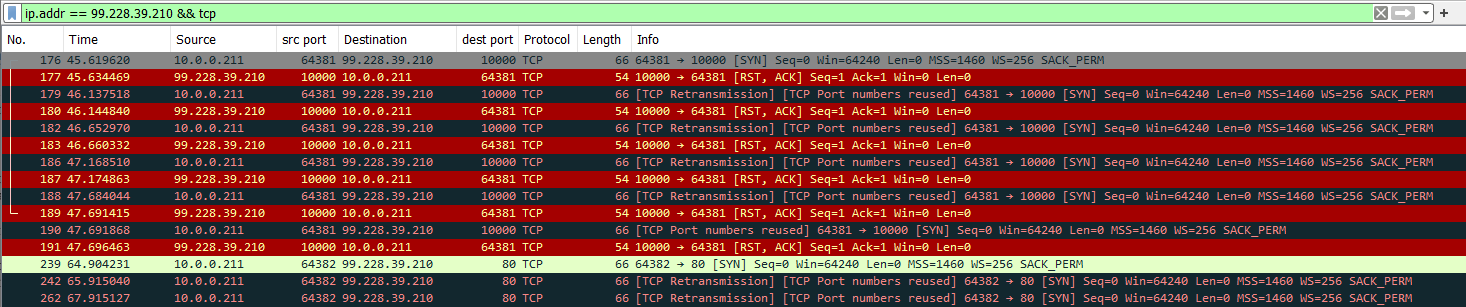 ip.addr == 99.228.39.210 && tcp
No. Time Source src port Destination dest port Protocol Length Info
176 45.619620 10.0.0.211 64381 99.228.39.210 10000 TCP 66 64381 → 10000 [SYN] Seq=0 Win=64240 Len=0 MSS=1460 WS=256 SACK_PERM
177 45.634469 99.228.39.210 10000 10.0.0.211 64381 TCP 54 10000 → 64381 [RST, ACK] Seq=1 Ack=1 Win=0 Len=0
179 46.137518 10.0.0.211 64381 99.228.39.210 10000 TCP 66 [TCP Retransmission] [TCP Port numbers reused] 64381 → 10000 [SYN] Seq=0 Win=64240 Len=0 MSS=1460 WS=256 SACK_PERM
180 46.144840 99.228.39.210 10000 10.0.0.211 64381 TCP 54 10000 → 64381 [RST, ACK] Seq=1 Ack=1 Win=0 Len=0
182 46.652970 10.0.0.211 64381 99.228.39.210 10000 TCP 66 [TCP Retransmission] [TCP Port numbers reused] 64381 → 10000 [SYN] Seq=0 Win=64240 Len=0 MSS=1460 WS=256 SACK_PERM
183 46.660332 99.228.39.210 10000 10.0.0.211 64381 TCP 54 10000 → 64381 [RST, ACK] Seq=1 Ack=1 Win=0 Len=0
186 47.168510 10.0.0.211 64381 99.228.39.210 10000 TCP 66 [TCP Retransmission] [TCP Port numbers reused] 64381 → 10000 [SYN] Seq=0 Win=64240 Len=0 MSS=1460 WS=256 SACK_PERM
187 47.174863 99.228.39.210 10000 10.0.0.211 64381 TCP 54 10000 → 64381 [RST, ACK] Seq=1 Ack=1 Win=0 Len=0
188 47.684044 10.0.0.211 64381 99.228.39.210 10000 TCP 66 [TCP Retransmission] [TCP Port numbers reused] 64381 → 10000 [SYN] Seq=0 Win=64240 Len=0 MSS=1460 WS=256 SACK_PERM
189 47.691415 99.228.39.210 10000 10.0.0.211 64381 TCP 54 10000 → 64381 [RST, ACK] Seq=1 Ack=1 Win=0 Len=0
190 47.691868 10.0.0.211 64381 99.228.39.210 10000 TCP 66 [TCP Port numbers reused] 64381 → 10000 [SYN] Seq=0 Win=64240 Len=0 MSS=1460 WS=256 SACK_PERM
191 47.696463 99.228.39.210 10000 10.0.0.211 64381 TCP 54 10000 → 64381 [RST, ACK] Seq=1 Ack=1 Win=0 Len=0
239 64.904231 10.0.0.211 64382 99.228.39.210 80 TCP 66 64382 → 80 [SYN] Seq=0 Win=64240 Len=0 MSS=1460 WS=256 SACK_PERM
242 65.915040 10.0.0.211 64382 99.228.39.210 80 TCP 66 [TCP Retransmission] 64382 → 80 [SYN] Seq=0 Win=64240 Len=0 MSS=1460 WS=256 SACK_PERM
262 67.915127 10.0.0.211 64382 99.228.39.210 80 TCP 66 [TCP Retransmission] 64382 → 80 [SYN] Seq=0 Win=64240 Len=0 MSS=1460 WS=256 SACK_PERM